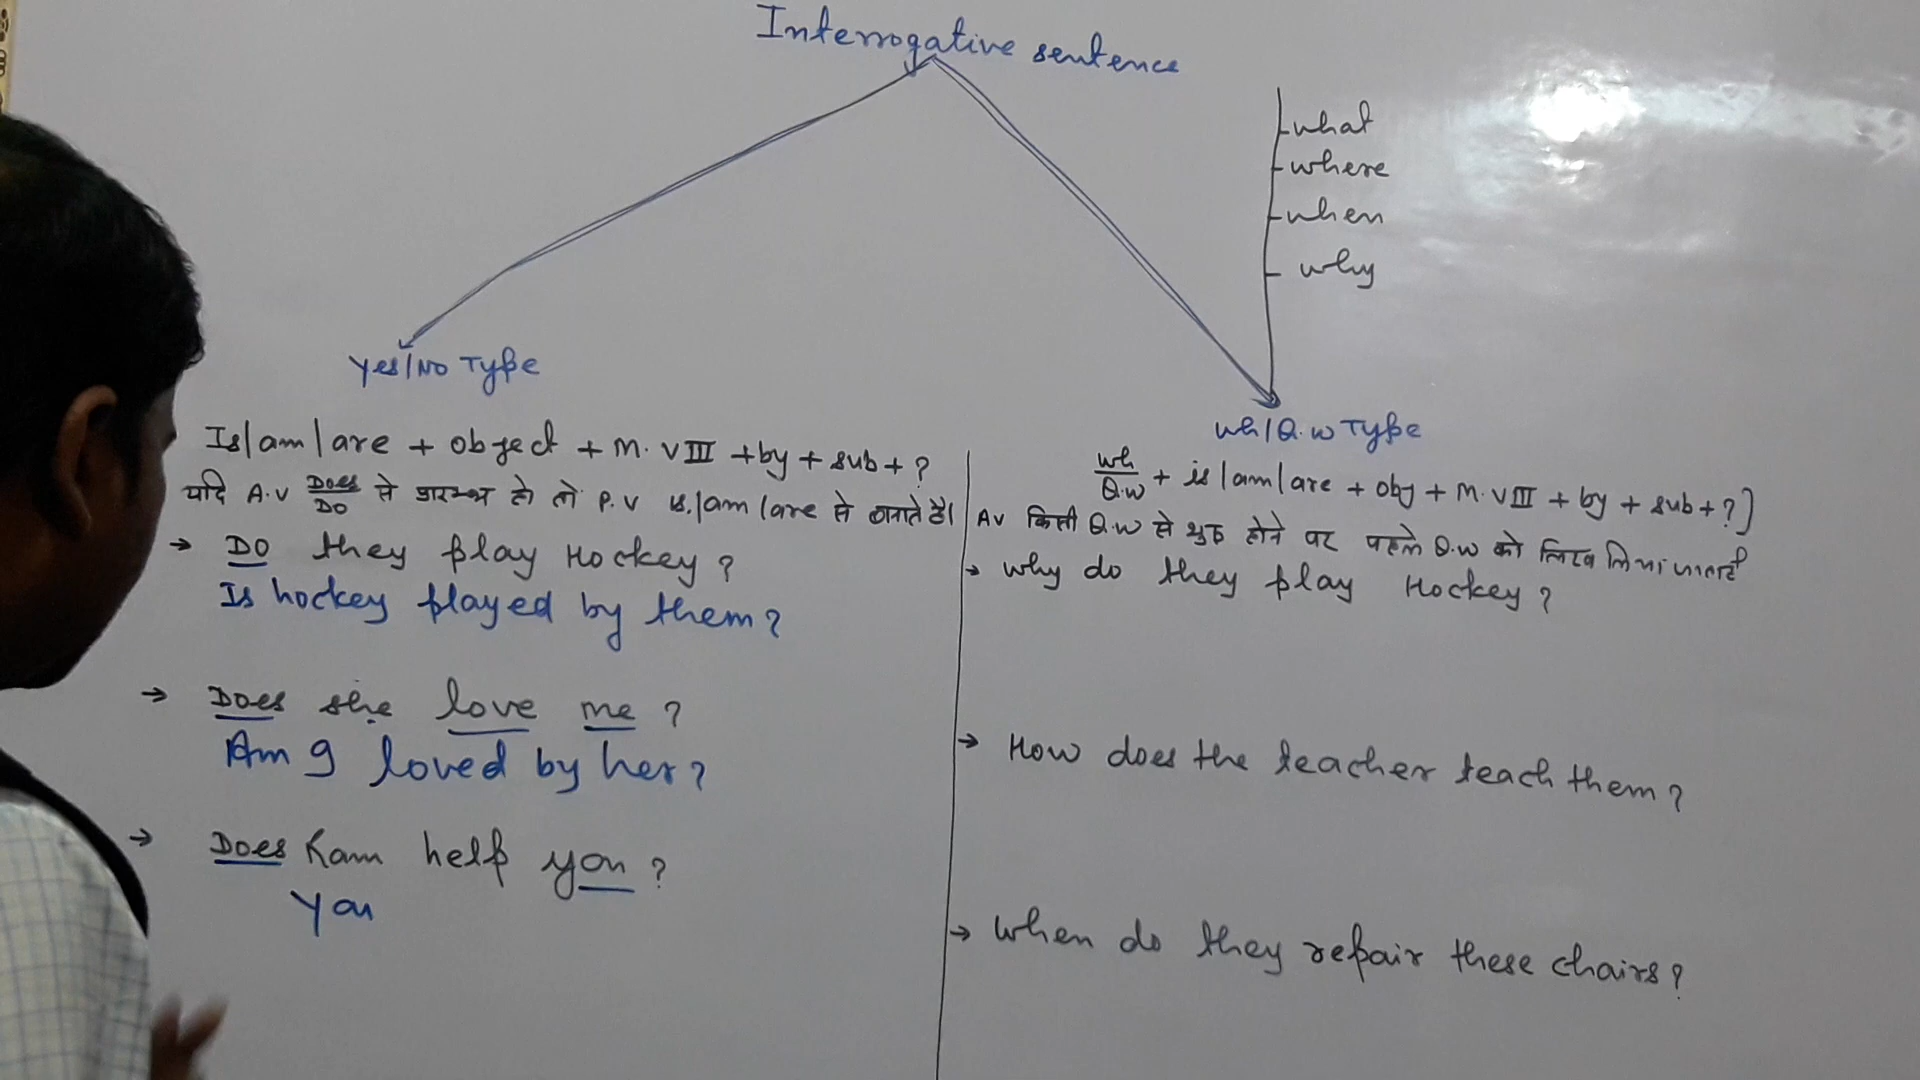 Interrogative sentence
what
where
when
why
Yes/No Type
Is/am/are + object + M.VIII + by + sub + ?
यदि A.V Does/Do से प्रारम्भ हो तो P.V is/am/are से बनाते है।
→ Do they play Hockey?
Is hockey played by them?
→ Does she love me?
Am I loved by her?
→ Does Ram help you?
You
wh/Q.w Type
wh/Q.w + is/am/are + obj + M.VIII + by + sub + ?]
AV किसी Q.W से शुरु होने पर पहले Q.W को लिख लिया जाता है
→ why do they play Hockey?
→ How does the teacher teach them?
→ When do they repair these chairs?